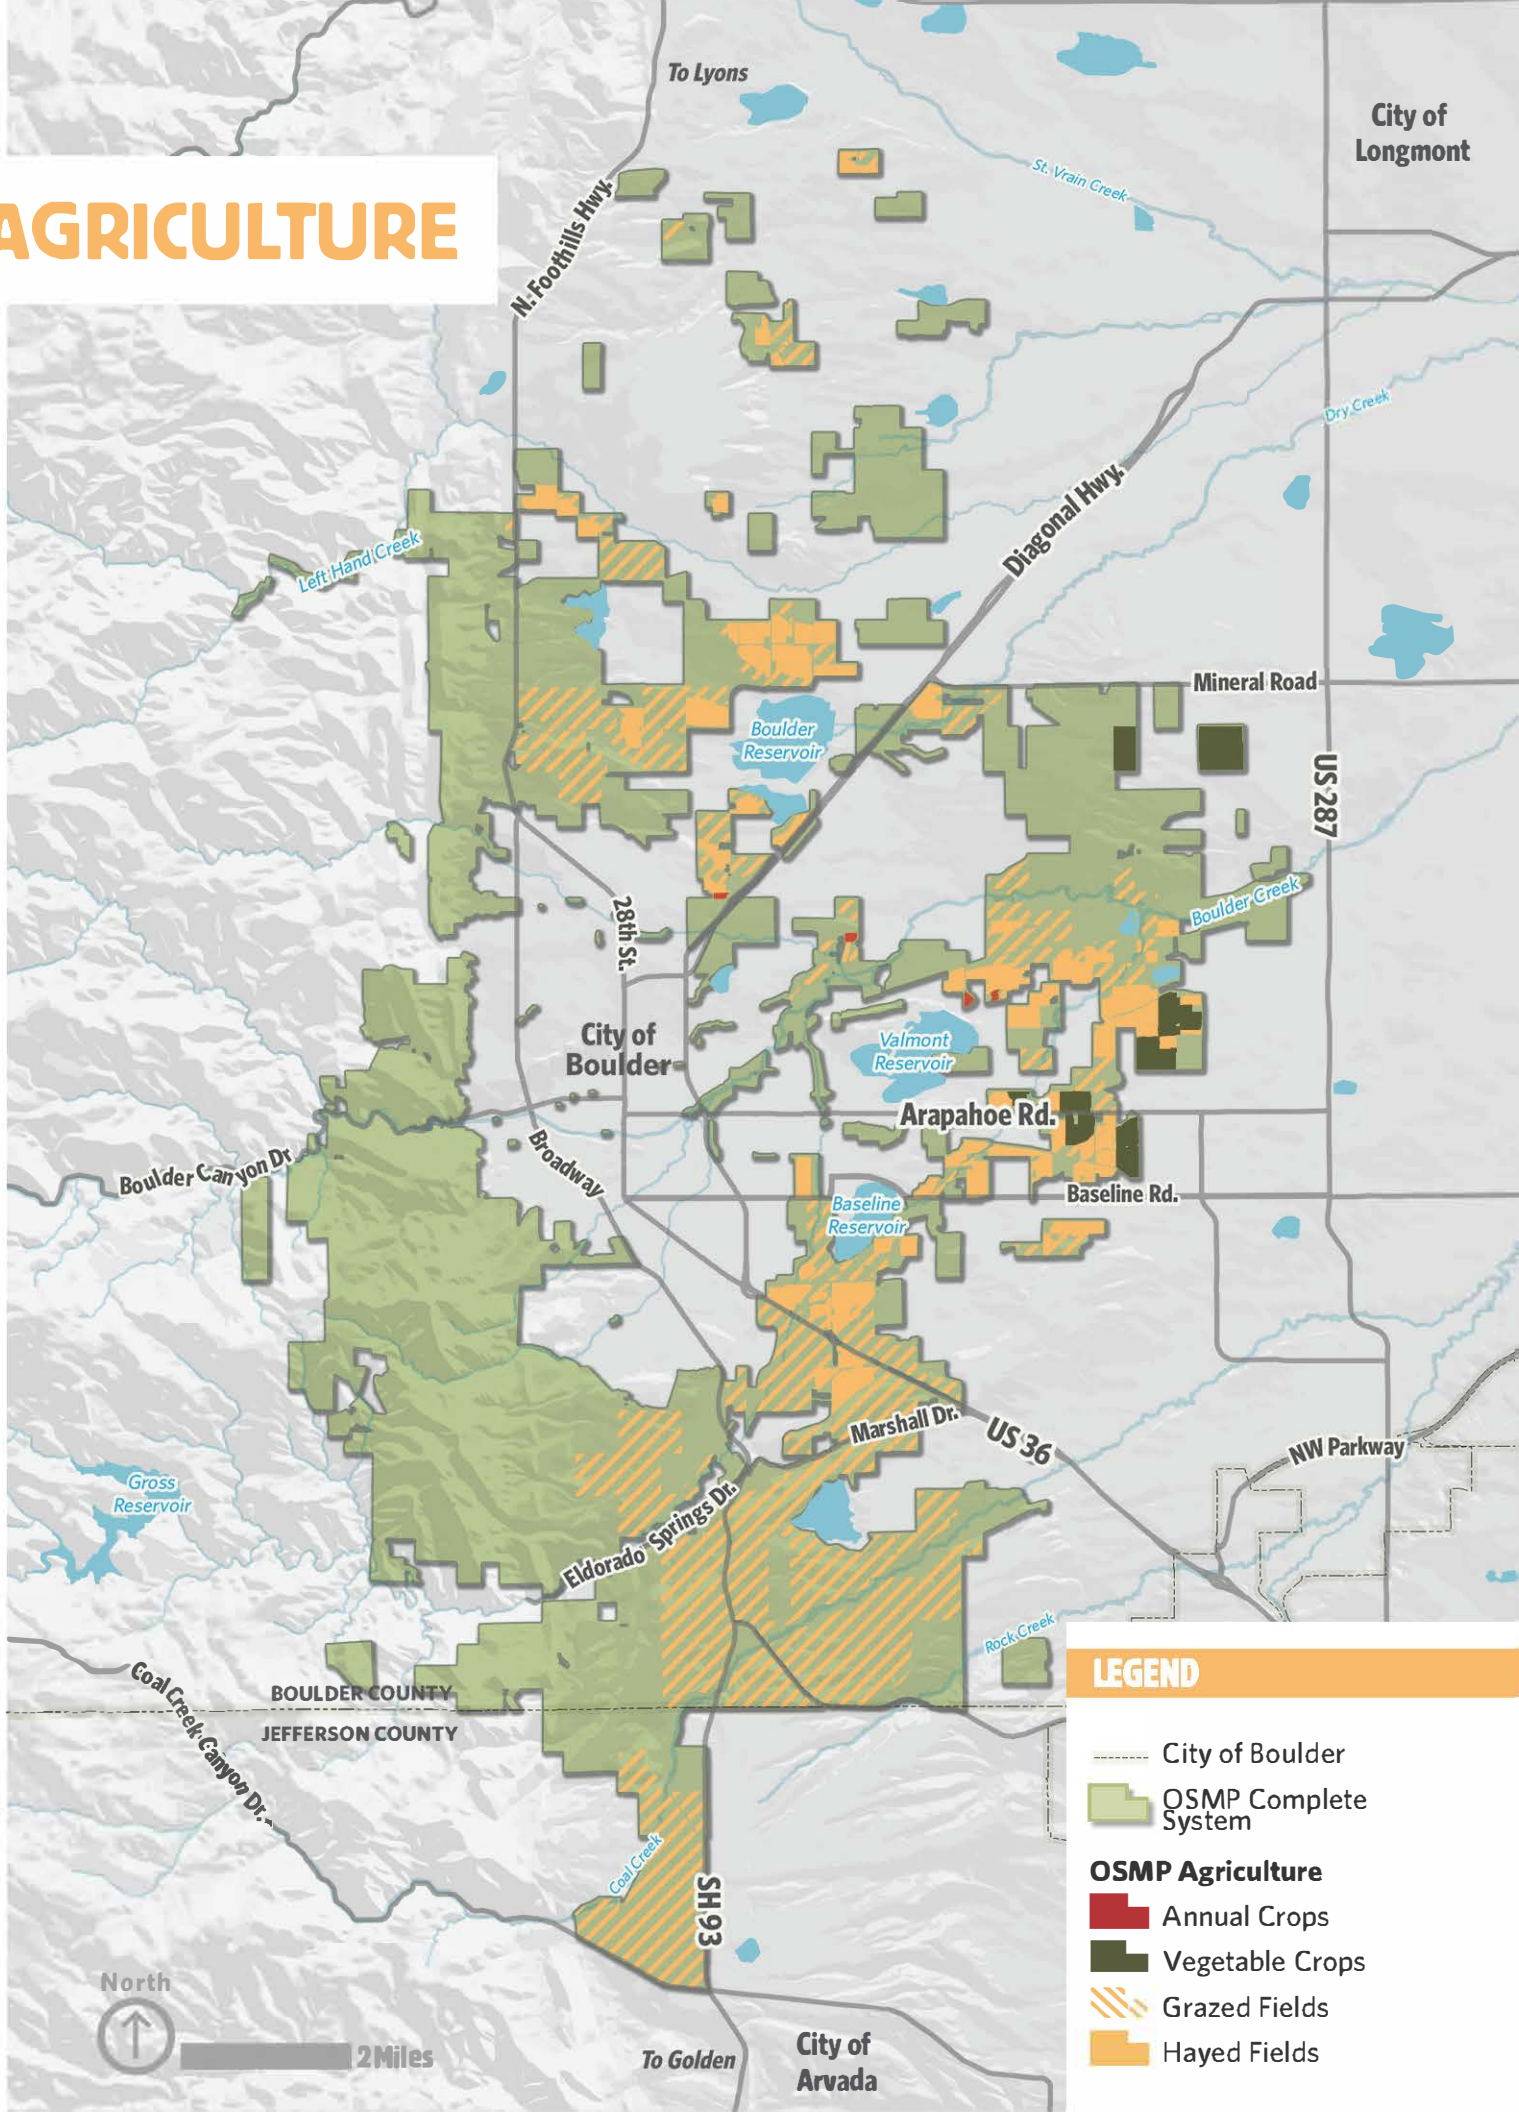 To Lyons
City of
Longmont
St. Vrain Creek
AGRICULTURE
N. Foothills Hwy.
Dry Creek
Diagonal Hwy.
Left Hand Creek
Mineral Road
Boulder
Reservoir
US 287
28th St.
Boulder Creek
City of
Boulder
Valmont
Reservoir
Arapahoe Rd.
Boulder Canyon Dr.
Broadway
Baseline Rd.
Baseline
Reservoir
Marshall Dr.
US 36
NW Parkway
Gross
Reservoir
Eldorado Springs Dr.
Rock Creek
Coal Creek Canyon Dr.
BOULDER COUNTY
JEFFERSON COUNTY
Coal Creek
SH 93
North
2 Miles
To Golden
City of
Arvada
LEGEND
City of Boulder
OSMP Complete
System
OSMP Agriculture
Annual Crops
Vegetable Crops
Grazed Fields
Hayed Fields